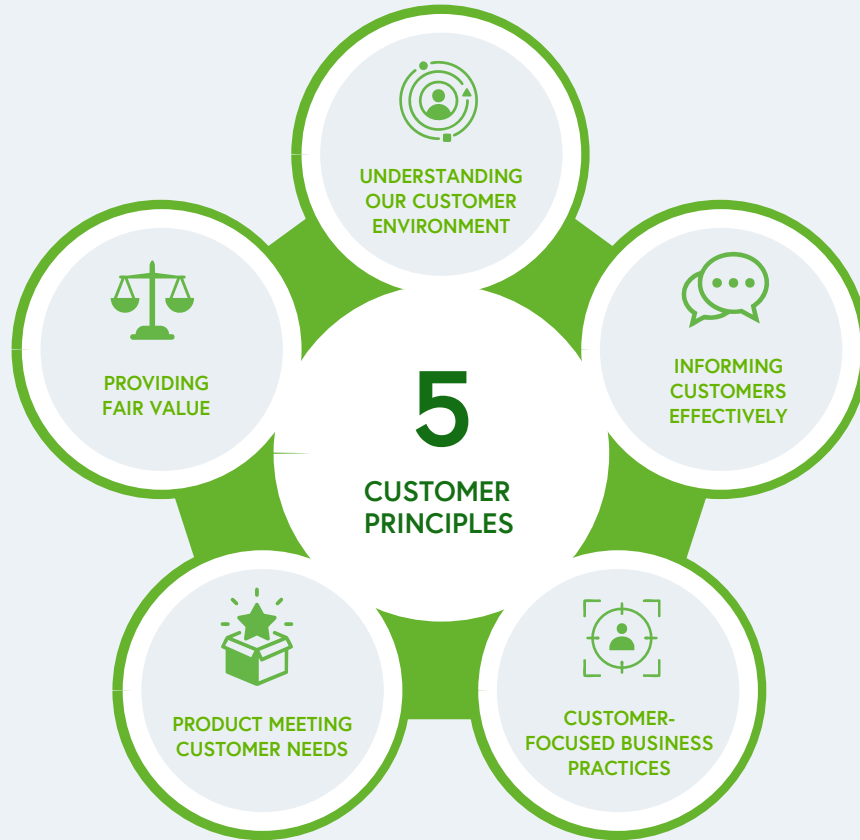 UNDERSTANDING
OUR CUSTOMER
ENVIRONMENT
PROVIDING
FAIR VALUE
INFORMING
CUSTOMERS
EFFECTIVELY
5
CUSTOMER
PRINCIPLES
PRODUCT MEETING
CUSTOMER NEEDS
CUSTOMER-
FOCUSED BUSINESS
PRACTICES